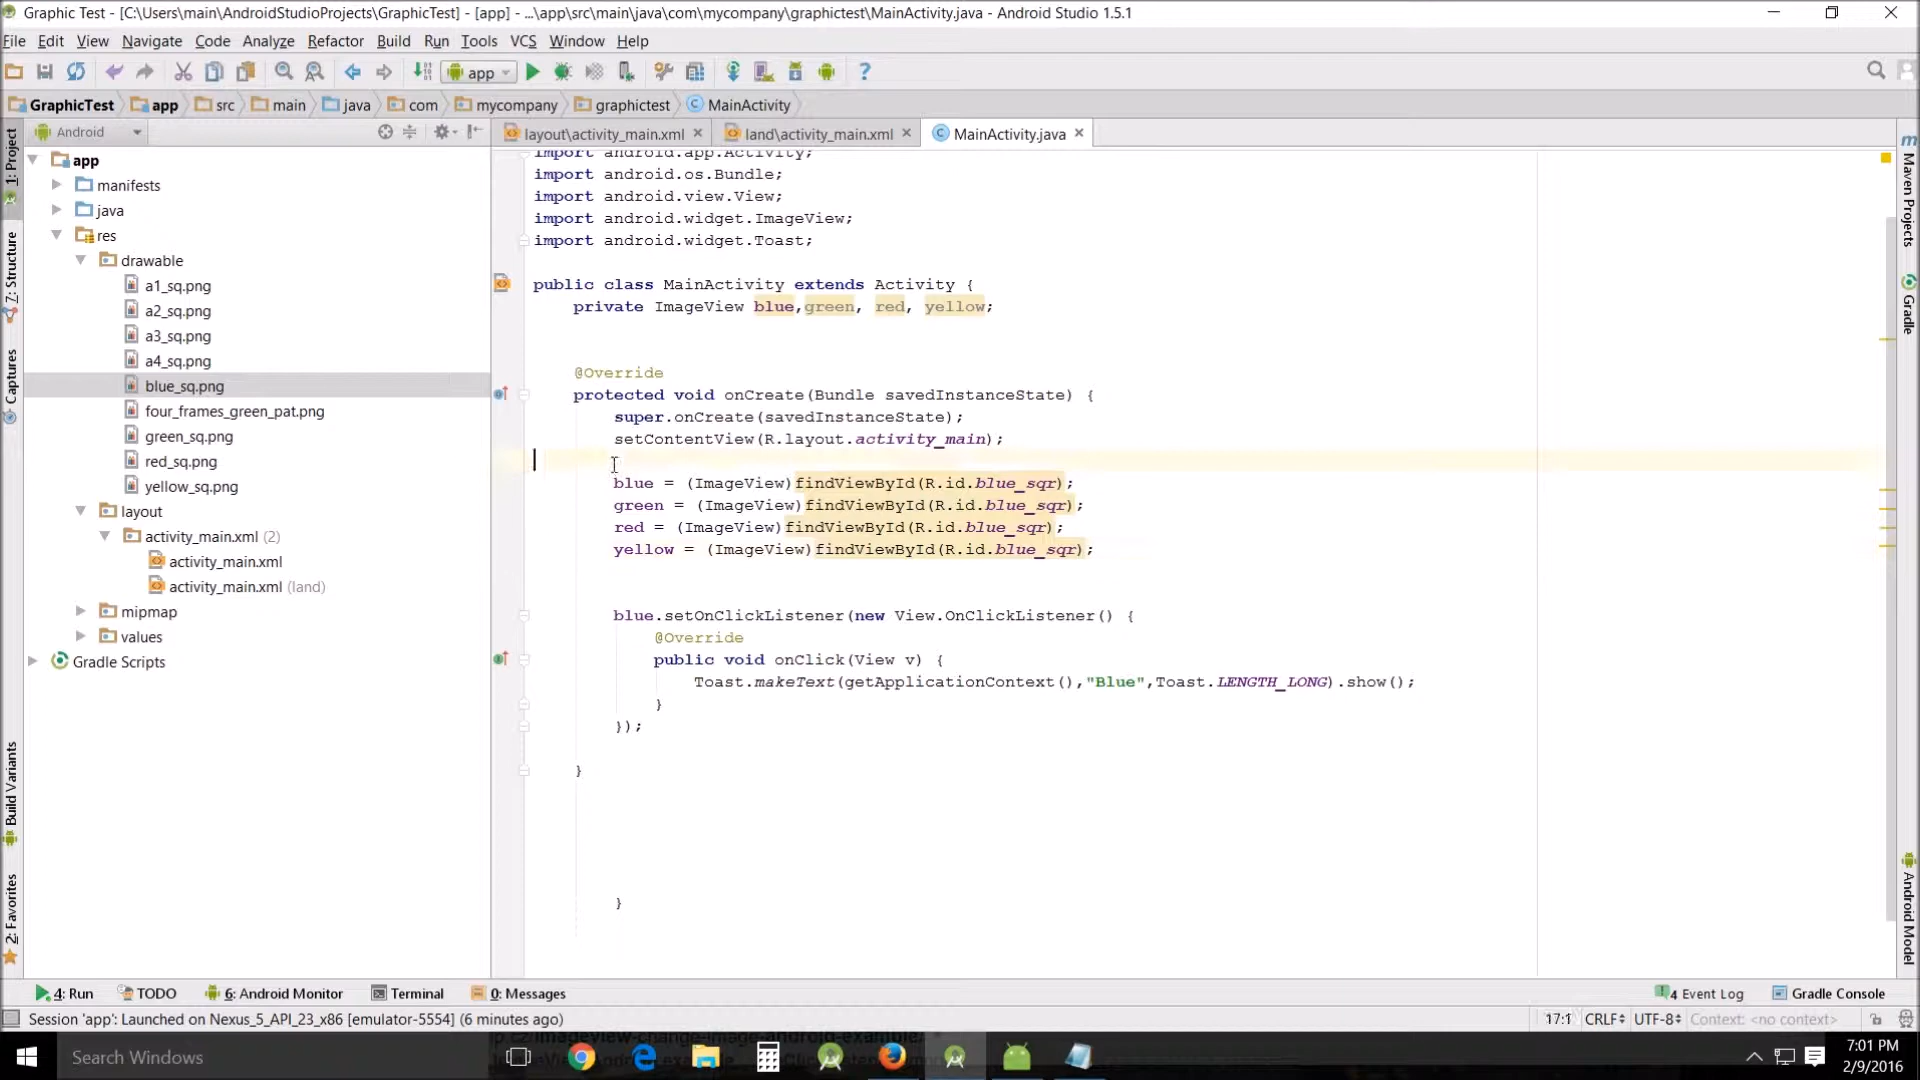 Graphic Test - [C:\Users\main\AndroidStudioProjects\GraphicTest] - [app] - ...\app\src\main\java\com\mycompany\graphictest\MainActivity.java - Android Studio 1.5.1
File Edit View Navigate Code Analyze Refactor Build Run Tools VCS Window Help
app
GraphicTest app src main java com mycompany graphictest MainActivity
Android
layout\activity_main.xml land\activity_main.xml MainActivity.java
1: Project
7: Structure
Captures
Build Variants
2: Favorites
app
manifests
java
res
drawable
a1_sq.png
a2_sq.png
a3_sq.png
a4_sq.png
blue_sq.png
four_frames_green_pat.png
green_sq.png
red_sq.png
yellow_sq.png
layout
activity_main.xml (2)
activity_main.xml
activity_main.xml (land)
mipmap
values
Gradle Scripts
import android.app.Activity;
import android.os.Bundle;
import android.view.View;
import android.widget.ImageView;
import android.widget.Toast;
public class MainActivity extends Activity {
private ImageView blue,green, red, yellow;
@Override
protected void onCreate(Bundle savedInstanceState) {
super.onCreate(savedInstanceState);
setContentView(R.layout.activity_main);
blue = (ImageView)findViewById(R.id.blue_sqr);
green = (ImageView)findViewById(R.id.blue_sqr);
red = (ImageView)findViewById(R.id.blue_sqr);
yellow = (ImageView)findViewById(R.id.blue_sqr);
blue.setOnClickListener(new View.OnClickListener() {
@Override
public void onClick(View v) {
Toast.makeText(getApplicationContext(),"Blue",Toast.LENGTH_LONG).show();
}
});
}
}
m Maven Projects
Gradle
Android Model
4: Run TODO 6: Android Monitor Terminal 0: Messages 4 Event Log Gradle Console
Session 'app': Launched on Nexus_5_API_23_x86 [emulator-5554] (6 minutes ago) 17:1 CRLF UTF-8 Context: <no context>
Search Windows
7:01 PM
2/9/2016